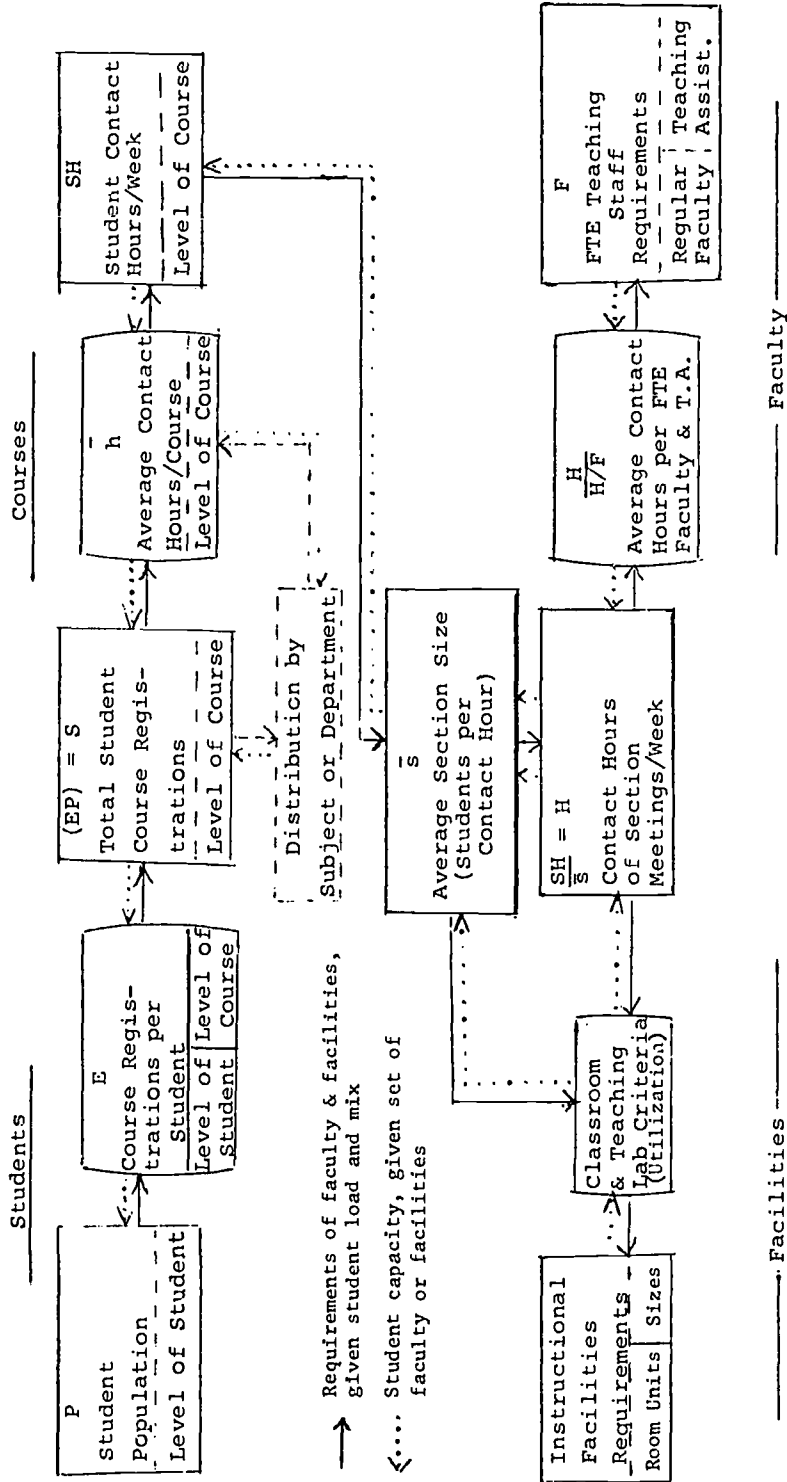 Students
Courses
P
Student
Population
Level of Student
E
Course Regis-
trations per
Student
Level of Level of
Student Course
(EP) = S
Total Student
Course Regis-
trations
Level of Course
h̅
Average Contact
Hours/Course
Level of Course
SH
Student Contact
Hours/Week
Level of Course
Distribution by
Subject or Department
Requirements of faculty & facilities,
given student load and mix
Student capacity, given set of
faculty or facilities
s̅
Average Section Size
(Students per
Contact Hour)
Instructional
Facilities
Requirements
Room Units Sizes
Classroom
& Teaching
Lab Criteria
(Utilization)
SH = H
s̅
Contact Hours
of Section
Meetings/Week
H
H/F
Average Contact
Hours per FTE
Faculty & T.A.
F
FTE Teaching
Staff
Requirements
Regular Teaching
Faculty Assist.
Facilities
Faculty